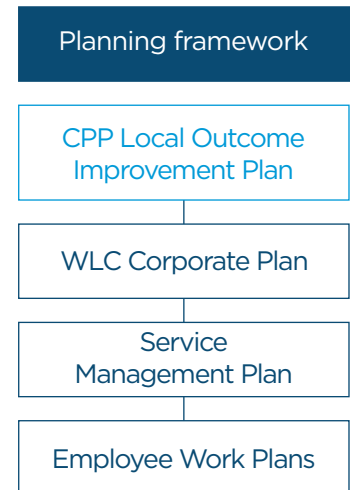 Planning framework
CPP Local Outcome
Improvement Plan
WLC Corporate Plan
Service
Management Plan
Employee Work Plans